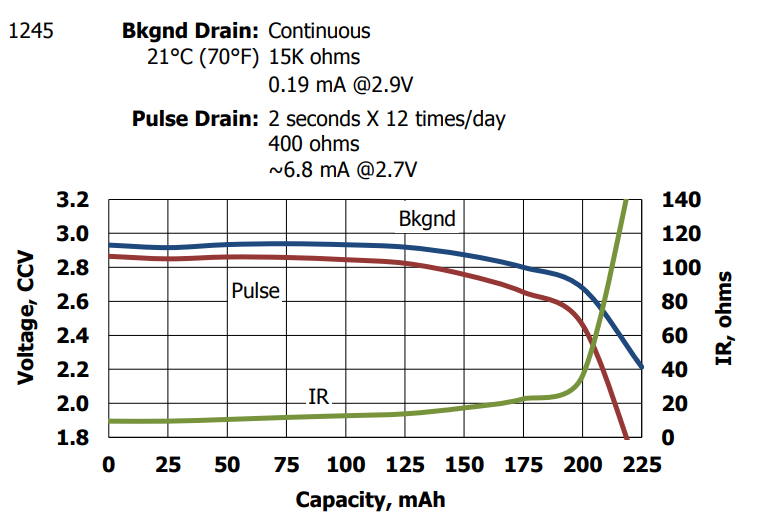 1245 Bkgnd Drain: Continuous
21°C (70°F) 15K ohms
0.19 mA @2.9V
Pulse Drain: 2 seconds X 12 times/day
400 ohms
~6.8 mA @2.7V
3.2 140
Bkgnd
3.0 120
2.8 100
Pulse
2.6 80
2.4 60
2.2 40
IR
2.0 20
1.8 0
Voltage, CCV
IR, ohms
0 25 50 75 100 125 150 175 200 225
Capacity, mAh